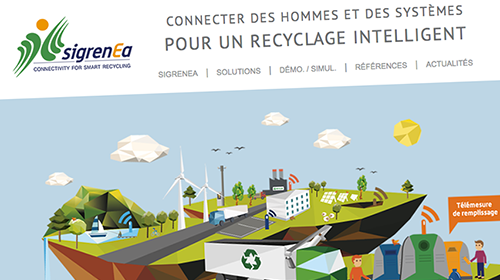 sigrenEa
CONNECTIVITY FOR SMART RECYCLING
CONNECTER DES HOMMES ET DES SYSTÈMES
POUR UN RECYCLAGE INTELLIGENT
SIGRENEA | SOLUTIONS | DÉMO. / SIMUL. | RÉFÉRENCES | ACTUALITÉS
Télémesure
de remplissage